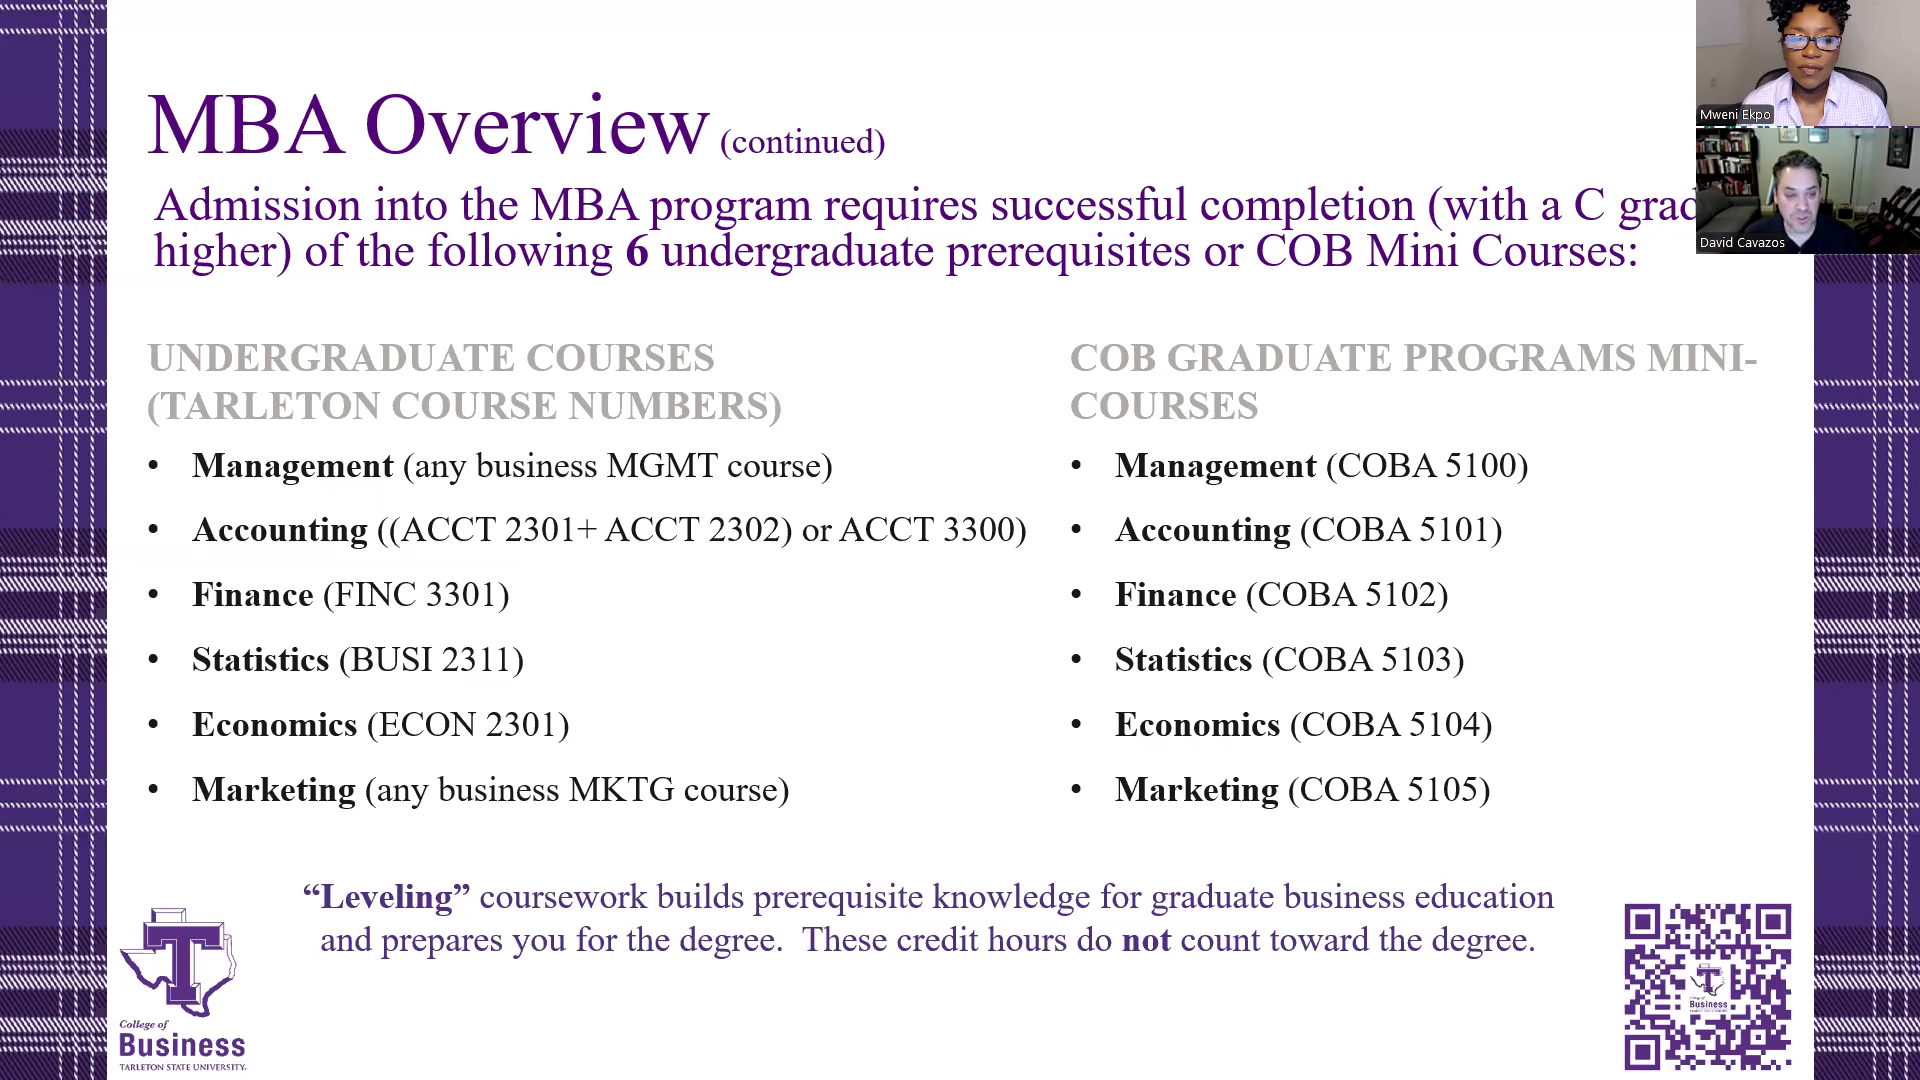 MBA Overview (continued)
Admission into the MBA program requires successful completion (with a C grad
higher) of the following 6 undergraduate prerequisites or COB Mini Courses:
UNDERGRADUATE COURSES
(TARLETON COURSE NUMBERS)
• Management (any business MGMT course)
• Accounting ((ACCT 2301+ ACCT 2302) or ACCT 3300)
• Finance (FINC 3301)
• Statistics (BUSI 2311)
• Economics (ECON 2301)
• Marketing (any business MKTG course)
COB GRADUATE PROGRAMS MINI-
COURSES
• Management (COBA 5100)
• Accounting (COBA 5101)
• Finance (COBA 5102)
• Statistics (COBA 5103)
• Economics (COBA 5104)
• Marketing (COBA 5105)
“Leveling” coursework builds prerequisite knowledge for graduate business education
and prepares you for the degree. These credit hours do not count toward the degree.
T
College of
Business
TARLETON STATE UNIVERSITY
T
College of
Business
Mweni Ekpo
David Cavazos